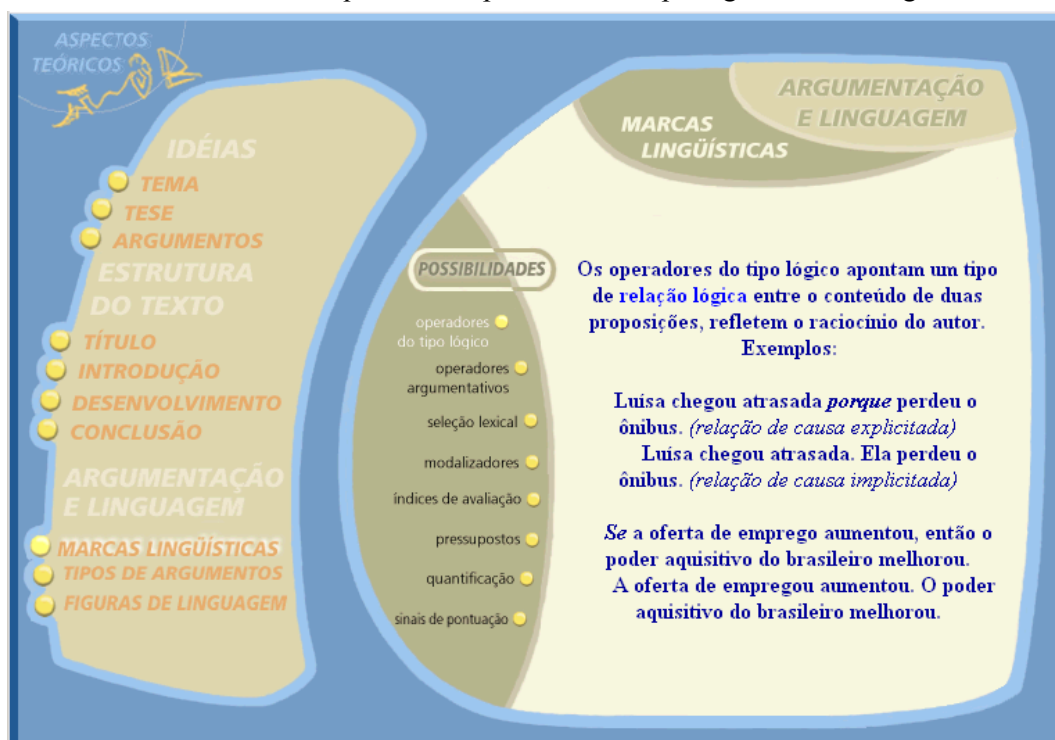 ASPECTOS
TEÓRICOS
IDÉIAS
TEMA
TESE
ARGUMENTOS
ESTRUTURA
DO TEXTO
TÍTULO
INTRODUÇÃO
DESENVOLVIMENTO
CONCLUSÃO
ARGUMENTAÇÃO
E LINGUAGEM
MARCAS LINGÜÍSTICAS
TIPOS DE ARGUMENTOS
FIGURAS DE LINGUAGEM
ARGUMENTAÇÃO
E LINGUAGEM
MARCAS
LINGÜÍSTICAS
POSSIBILIDADES
operadores
do tipo lógico
operadores
argumentativos
seleção lexical
modalizadores
índices de avaliação
pressupostos
quantificação
sinais de pontuação
Os operadores do tipo lógico apontam um tipo
de relação lógica entre o conteúdo de duas
proposições, refletem o raciocínio do autor.
Exemplos:
Luísa chegou atrasada porque perdeu o
ônibus. (relação de causa explicitada)
Luísa chegou atrasada. Ela perdeu o
ônibus. (relação de causa implicitada)
Se a oferta de emprego aumentou, então o
poder aquisitivo do brasileiro melhorou.
A oferta de empregou aumentou. O poder
aquisitivo do brasileiro melhorou.